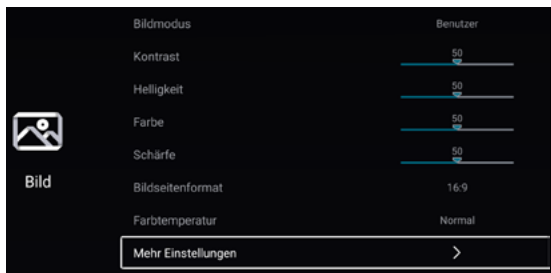 Bildmodus Benutzer
Kontrast 50
Helligkeit 50
Farbe 50
Schärfe 50
Bild
Bildseitenformat 16:9
Farbtemperatur Normal
Mehr Einstellungen